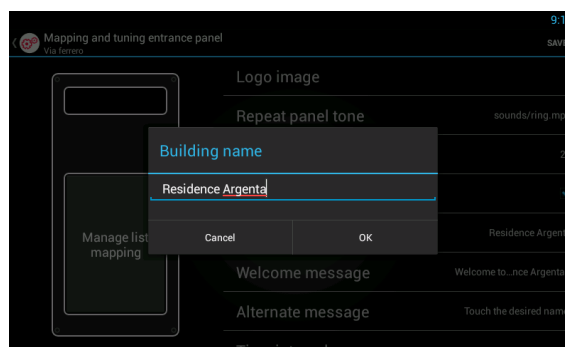 9:1
Mapping and tuning entrance panel
Via ferrero
SAVE
Logo image
Repeat panel tone
sounds/ring.mp
2
Building name
Residence Argenta
Cancel
OK
Manage list
mapping
Residence Argent
Welcome message
Welcome to...nce Argenta
Alternate message
Touch the desired name